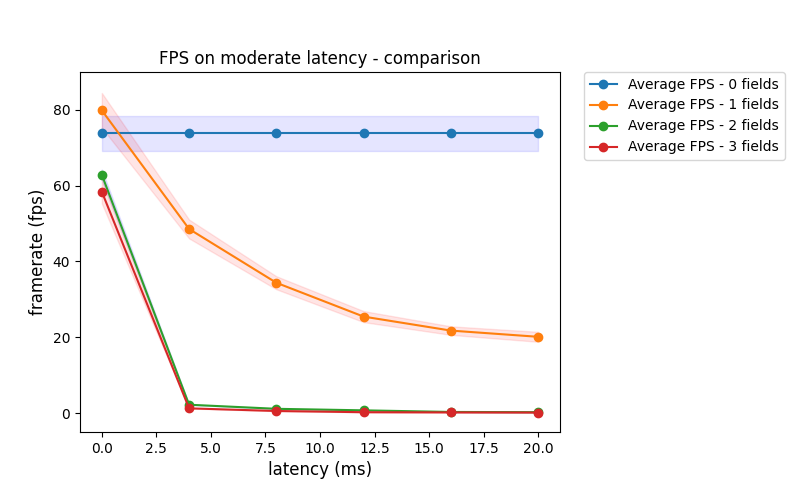 FPS on moderate latency - comparison
Average FPS - 0 fields
Average FPS - 1 fields
Average FPS - 2 fields
Average FPS - 3 fields
framerate (fps)
80
60
40
20
0
0.0 2.5 5.0 7.5 10.0 12.5 15.0 17.5 20.0
latency (ms)